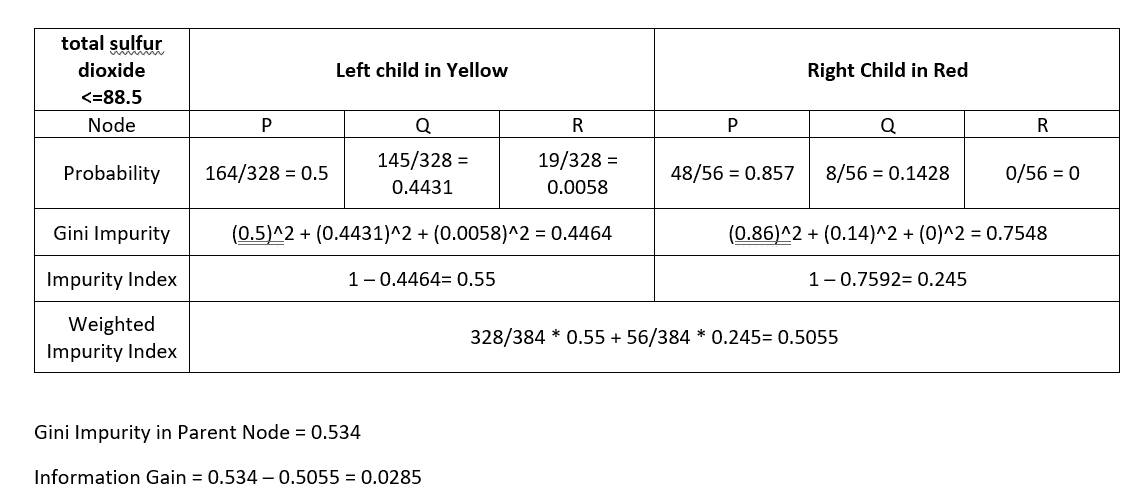 total sulfur
dioxide
<=88.5
Left child in Yellow
Right Child in Red
Node
P
Q
R
P
Q
R
Probability
164/328 = 0.5
145/328 =
0.4431
19/328 =
0.0058
48/56 = 0.857
8/56 = 0.1428
0/56 = 0
Gini Impurity
(0.5)^2 + (0.4431)^2 + (0.0058)^2 = 0.4464
(0.86)^2 + (0.14)^2 + (0)^2 = 0.7548
Impurity Index
1 – 0.4464= 0.55
1 – 0.7592= 0.245
Weighted
Impurity Index
328/384 * 0.55 + 56/384 * 0.245= 0.5055
Gini Impurity in Parent Node = 0.534
Information Gain = 0.534 – 0.5055 = 0.0285